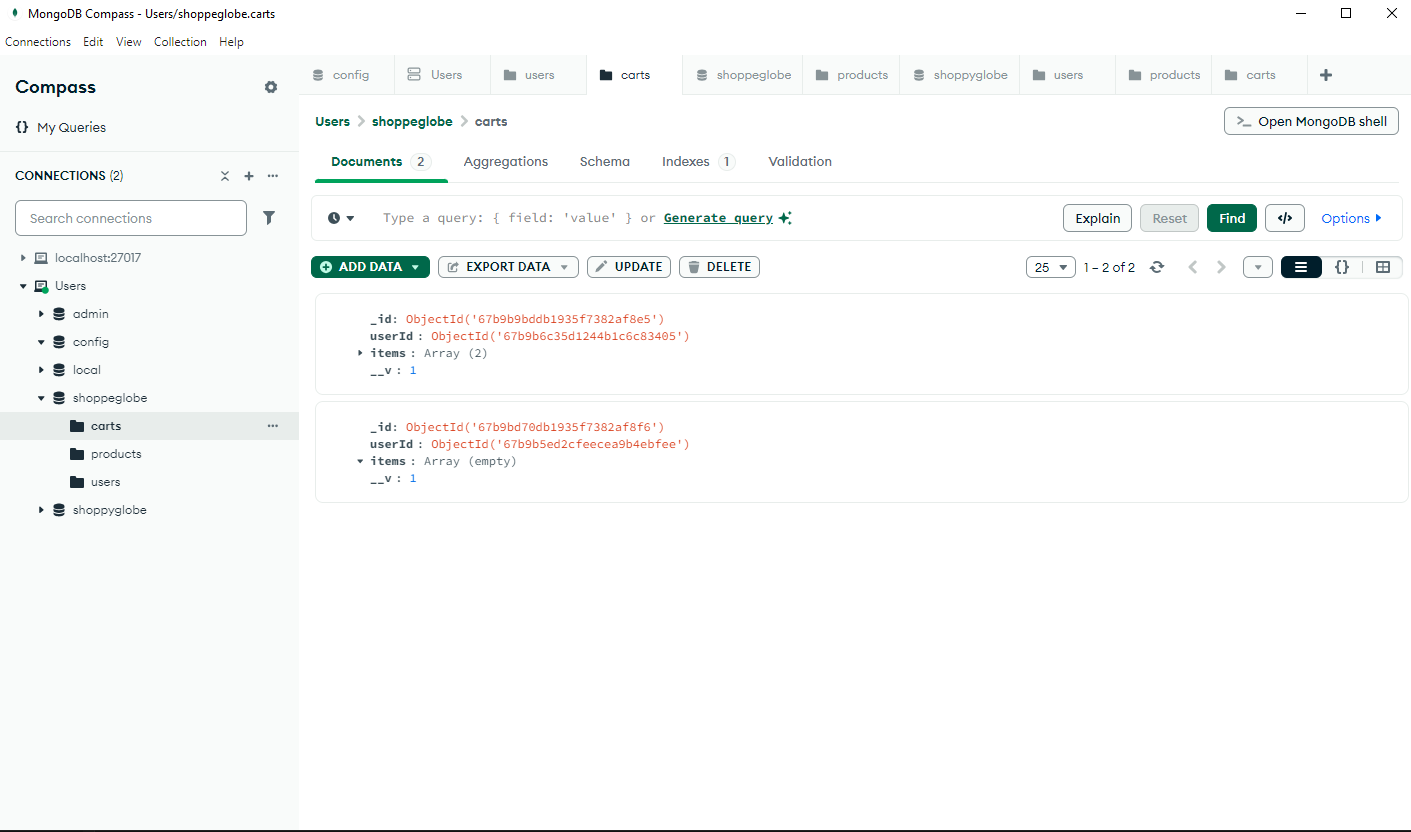 MongoDB Compass - Users/shoppeglobe.carts
Connections Edit View Collection Help
Compass
{} My Queries
CONNECTIONS (2)
Search connections
localhost:27017
Users
admin
config
local
shoppeglobe
carts
products
users
shoppyglobe
config Users users carts shoppeglobe products shoppyglobe users products carts
Users > shoppeglobe > carts
>_ Open MongoDB shell
Documents 2 Aggregations Schema Indexes 1 Validation
Type a query: { field: 'value' } or Generate query
Explain Reset Find </> Options
ADD DATA EXPORT DATA UPDATE DELETE
25 1 – 2 of 2 {}
_id: ObjectId('67b9b9bddb1935f7382af8e5')
userId : ObjectId('67b9b6c35d1244b1c6c83405')
items : Array (2)
__v : 1
_id: ObjectId('67b9bd70db1935f7382af8f6')
userId : ObjectId('67b9b5ed2cfeecea9b4ebfee')
items : Array (empty)
__v : 1